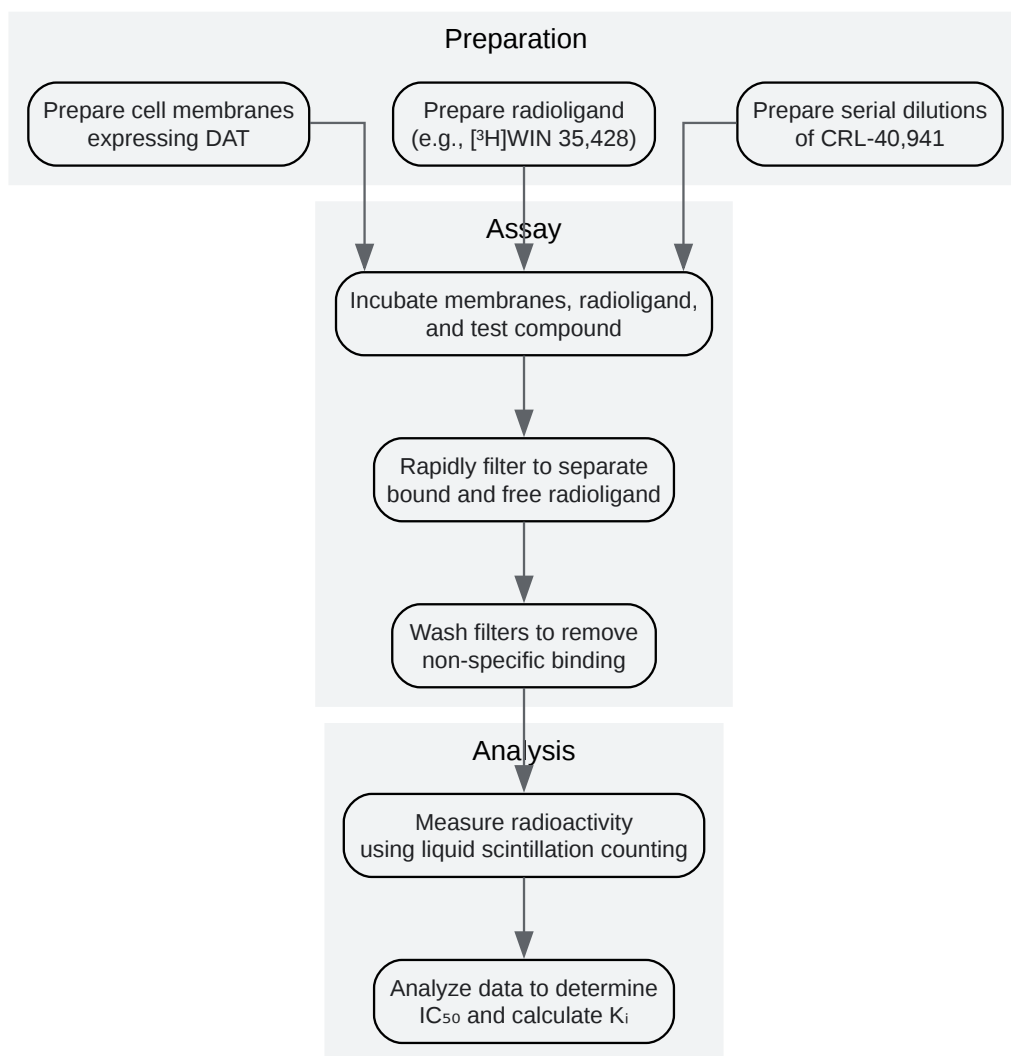 Preparation
Prepare cell membranes
expressing DAT
Prepare radioligand
(e.g., [³H]WIN 35,428)
Prepare serial dilutions
of CRL-40,941
Assay
Incubate membranes, radioligand,
and test compound
Rapidly filter to separate
bound and free radioligand
Wash filters to remove
non-specific binding
Analysis
Measure radioactivity
using liquid scintillation counting
Analyze data to determine
IC₅₀ and calculate Kᵢ